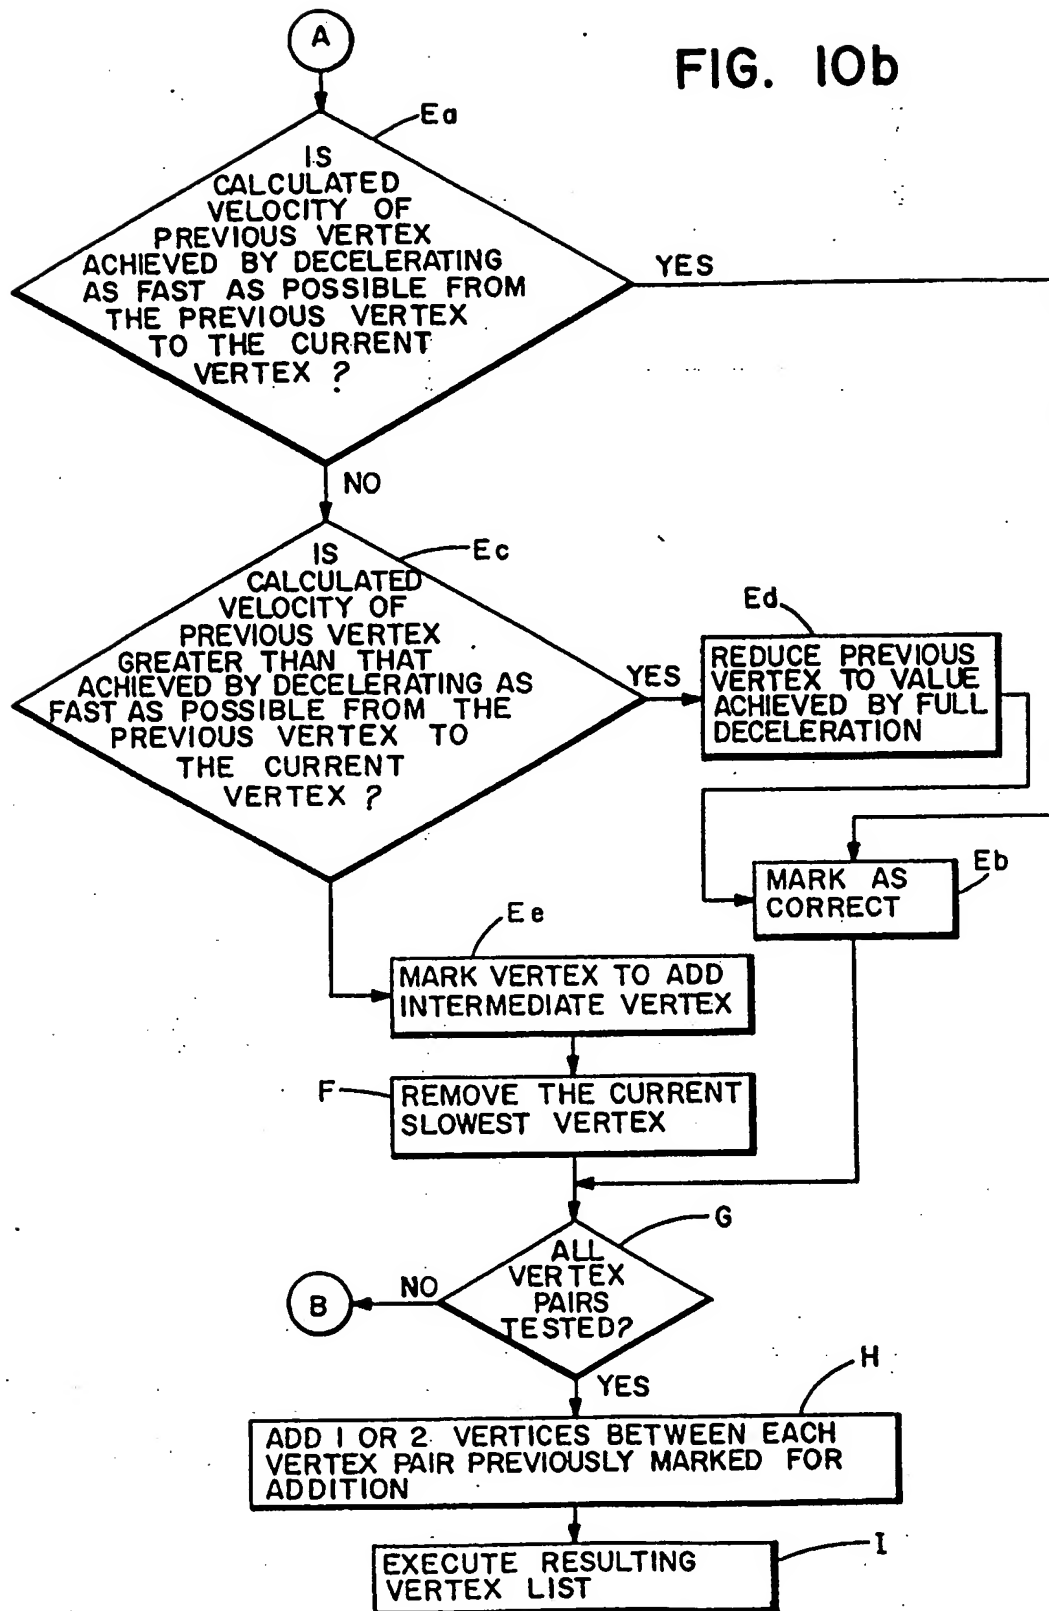 A
FIG. 10b
Ea
IS
CALCULATED
VELOCITY OF
PREVIOUS VERTEX
ACHIEVED BY DECELERATING
AS FAST AS POSSIBLE FROM
THE PREVIOUS VERTEX
TO THE CURRENT
VERTEX ?
YES
NO
Ec
IS
CALCULATED
VELOCITY OF
PREVIOUS VERTEX
GREATER THAN THAT
ACHIEVED BY DECELERATING AS
FAST AS POSSIBLE FROM THE
PREVIOUS VERTEX TO
THE CURRENT
VERTEX ?
YES
Ed
REDUCE PREVIOUS
VERTEX TO VALUE
ACHIEVED BY FULL
DECELERATION
Eb
MARK AS
CORRECT
Ee
MARK VERTEX TO ADD
INTERMEDIATE VERTEX
F
REMOVE THE CURRENT
SLOWEST VERTEX
G
ALL
VERTEX
PAIRS
TESTED?
NO
B
YES
H
ADD 1 OR 2 VERTICES BETWEEN EACH
VERTEX PAIR PREVIOUSLY MARKED FOR
ADDITION
I
EXECUTE RESULTING
VERTEX LIST